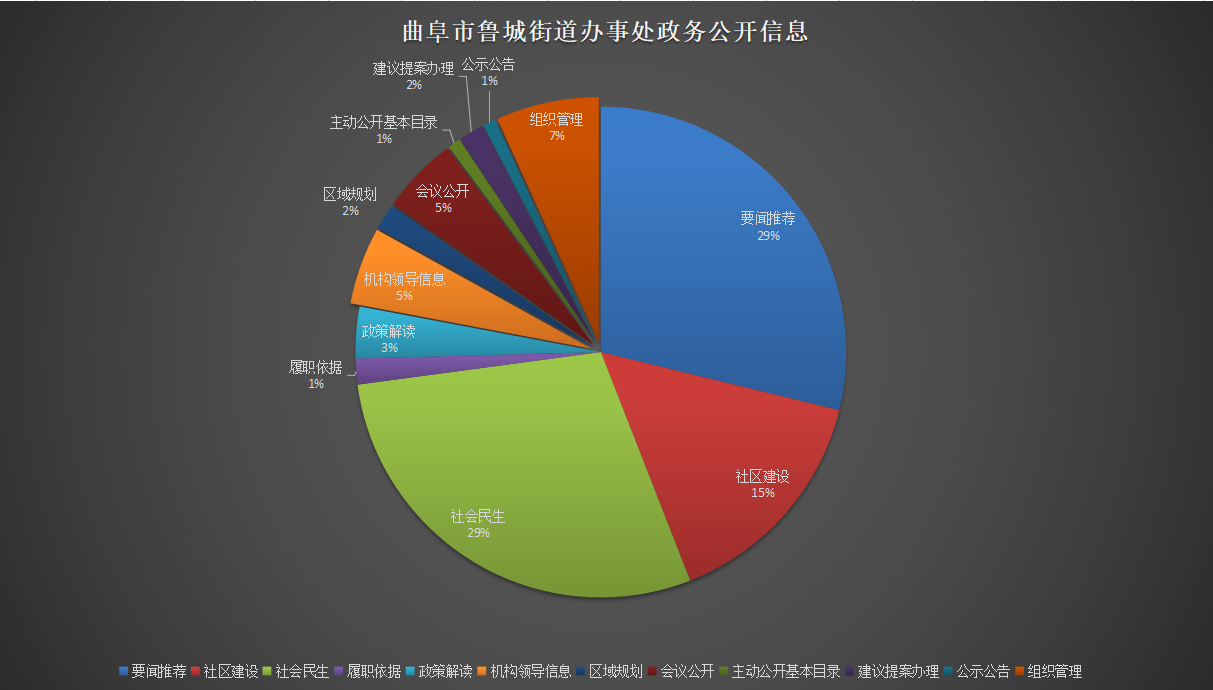 曲阜市鲁城街道办事处政务公开信息
建议提案办理
2%
公示公告
1%
主动公开基本目录
1%
组织管理
7%
区域规划
2%
会议公开
5%
要闻推荐
29%
机构领导信息
5%
政策解读
3%
履职依据
1%
社区建设
15%
社会民生
29%
要闻推荐 社区建设 社会民生 履职依据 政策解读 机构领导信息 区域规划 会议公开 主动公开基本目录 建议提案办理 公示公告 组织管理